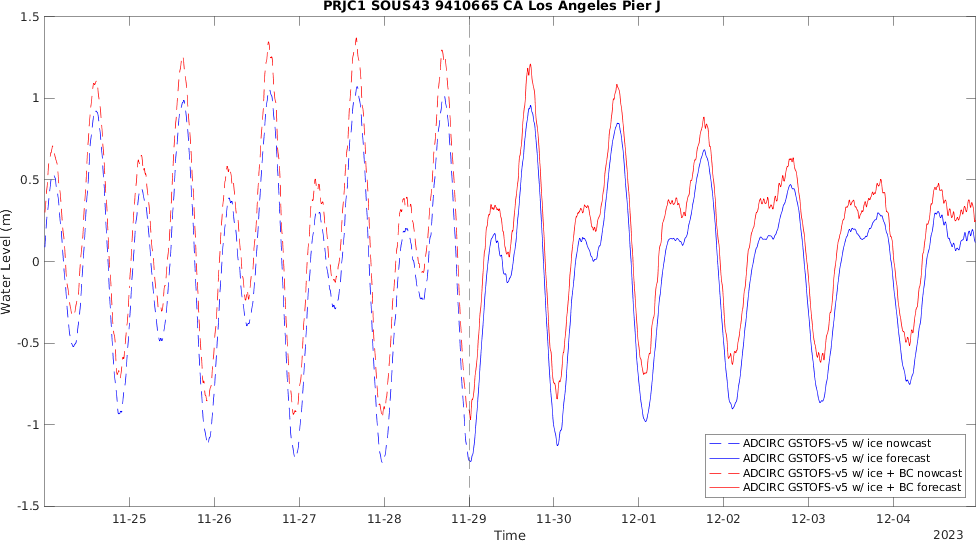 PRJC1 SOUS43 9410665 CA Los Angeles Pier J
1.5
1
0.5
0
-0.5
-1
-1.5
Water Level (m)
ADCIRC GSTOFS-v5 w/ ice nowcast
ADCIRC GSTOFS-v5 w/ ice forecast
ADCIRC GSTOFS-v5 w/ ice + BC nowcast
ADCIRC GSTOFS-v5 w/ ice + BC forecast
11-25 11-26 11-27 11-28 11-29 11-30 12-01 12-02 12-03 12-04
Time
2023